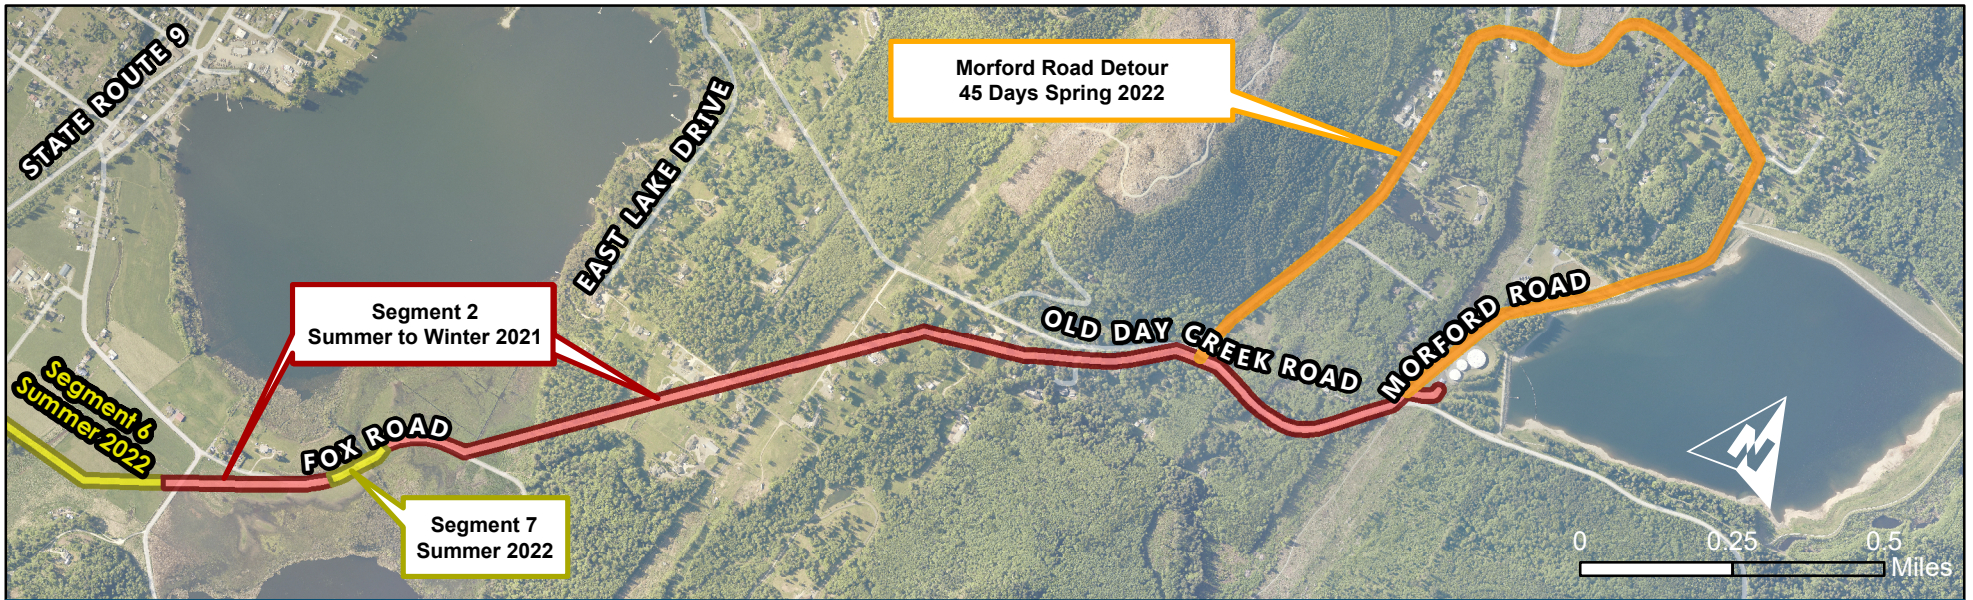 STATE ROUTE 9
EAST LAKE DRIVE
Morford Road Detour
45 Days Spring 2022
Segment 2
Summer to Winter 2021
OLD DAY CREEK ROAD
MORFORD ROAD
Segment 6
Summer 2022
FOX ROAD
Segment 7
Summer 2022
N
0 0.25 0.5
Miles